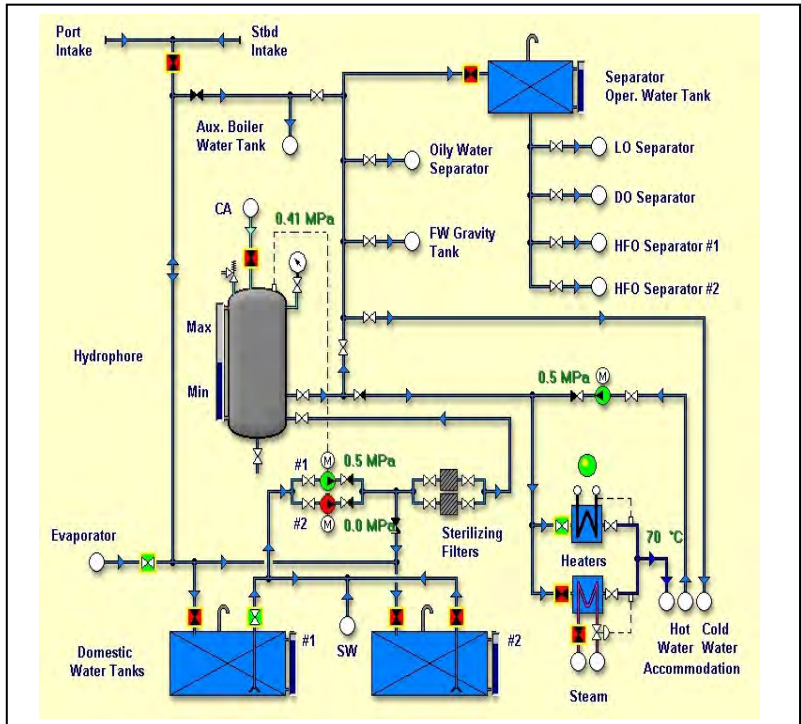 Port
Intake
Stbd
Intake
Separator
Oper. Water Tank
Aux. Boiler
Water Tank
Oily Water
Separator
LO Separator
CA
0.41 MPa
DO Separator
FW Gravity
Tank
HFO Separator #1
HFO Separator #2
Max
Hydrophore
Min
0.5 MPa
M
#1
M
0.5 MPa
#2
M
0.0 MPa
Sterilizing
Filters
Evaporator
Heaters
70 °C
Domestic
Water Tanks
#1
SW
#2
Hot
Water
Cold
Water
Accommodation
Steam